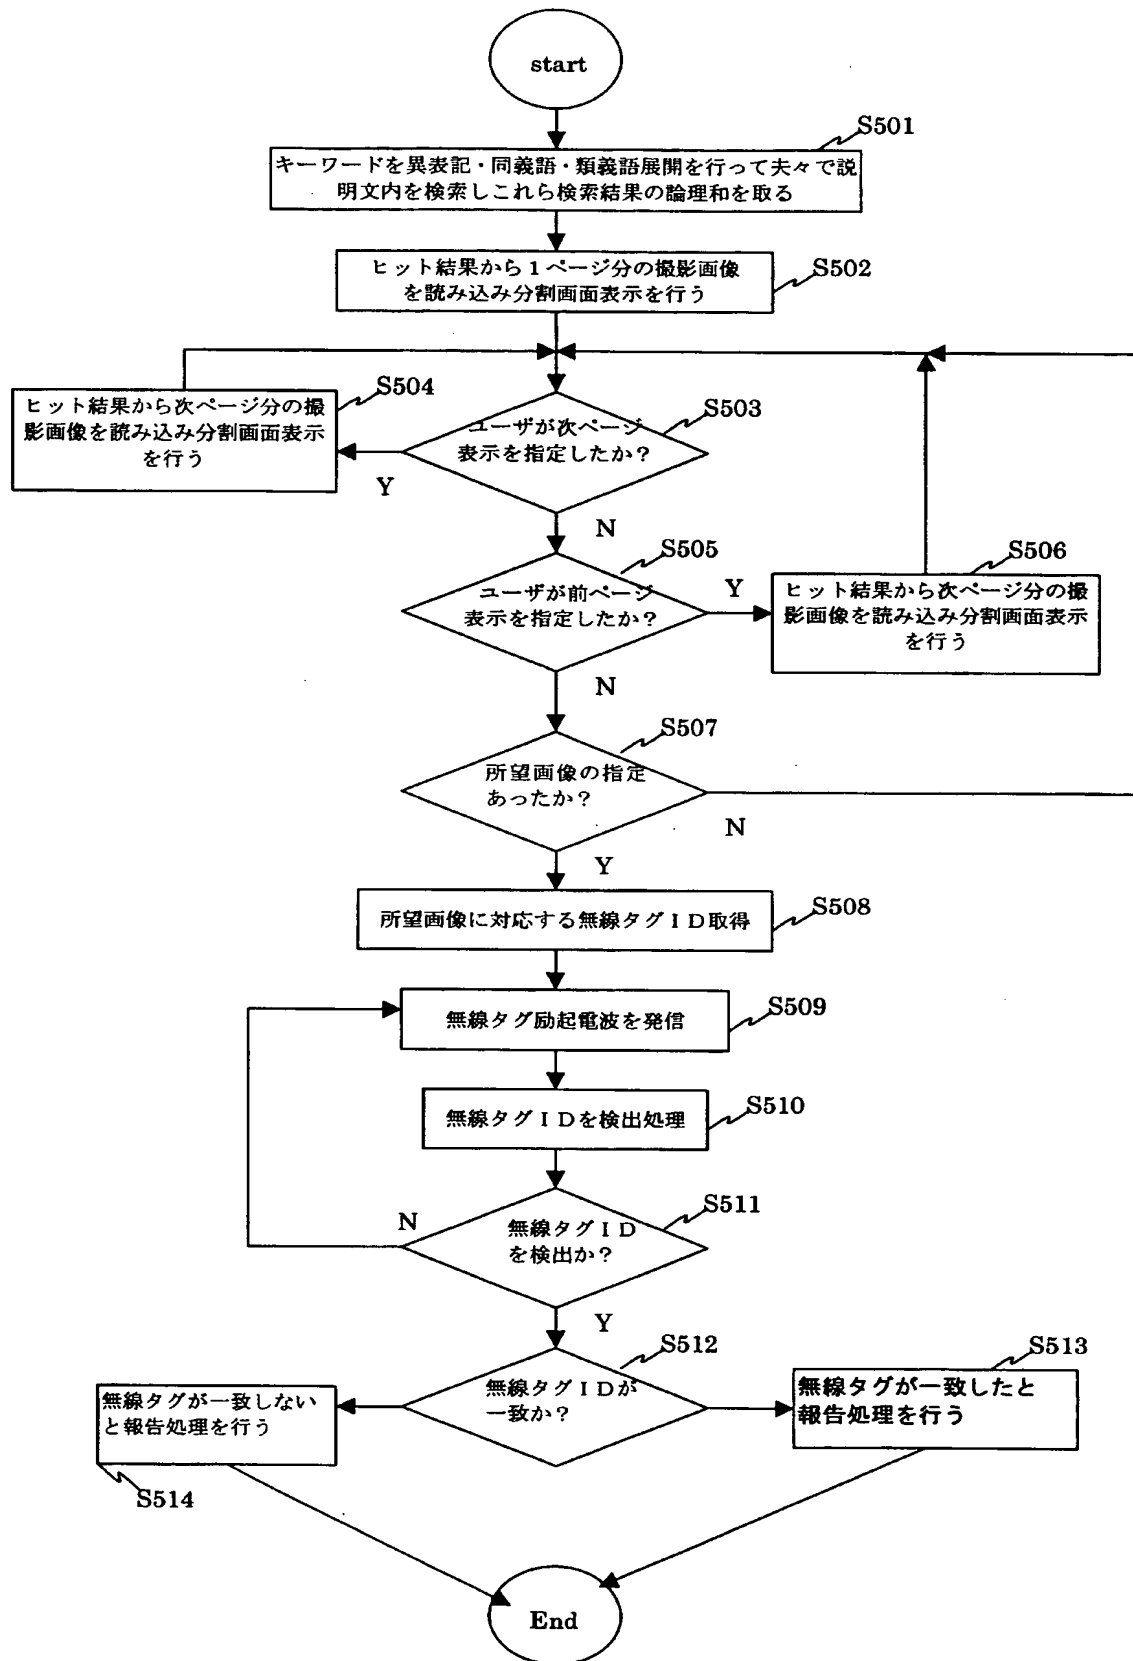 start
S501
キーワードを異表記・同義語・類義語展開を行って夫々で説
明文内を検索しこれら検索結果の論理和を取る
ヒット結果から１ページ分の撮影画像
を読み込み分割画面表示を行う
S502
S504
ヒット結果から次ページ分の撮
影画像を読み込み分割画面表示
を行う
S503
ユーザが次ページ
表示を指定したか？
Y
N
S505
ユーザが前ページ
表示を指定したか？
Y
S506
ヒット結果から次ページ分の撮
影画像を読み込み分割画面表示
を行う
N
S507
所望画像の指定
あったか？
N
Y
所望画像に対応する無線タグＩＤ取得
S508
無線タグ励起電波を発信
S509
無線タグＩＤを検出処理
S510
S511
無線タグＩＤ
を検出か？
N
Y
S512
無線タグＩＤが
一致か？
S513
無線タグが一致したと
報告処理を行う
無線タグが一致しない
と報告処理を行う
S514
End